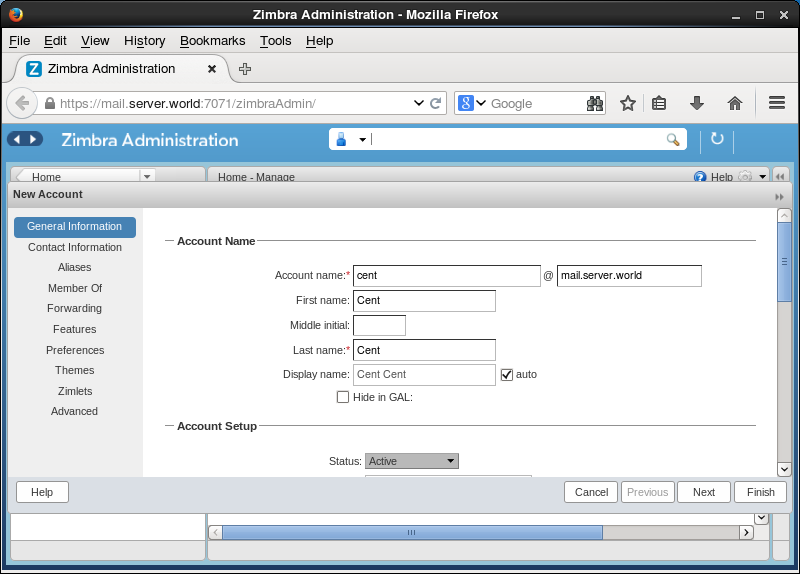 Zimbra Administration - Mozilla Firefox
File Edit View History Bookmarks Tools Help
Zimbra Administration
https://mail.server.world:7071/zimbraAdmin/
Google
Zimbra Administration
Home
Home - Manage
Help
New Account
General Information
Contact Information
Aliases
Member Of
Forwarding
Features
Preferences
Themes
Zimlets
Advanced
Account Name
Account name:* cent @ mail.server.world
First name: Cent
Middle initial:
Last name:* Cent
Display name: Cent Cent auto
Hide in GAL:
Account Setup
Status: Active
Help Cancel Previous Next Finish